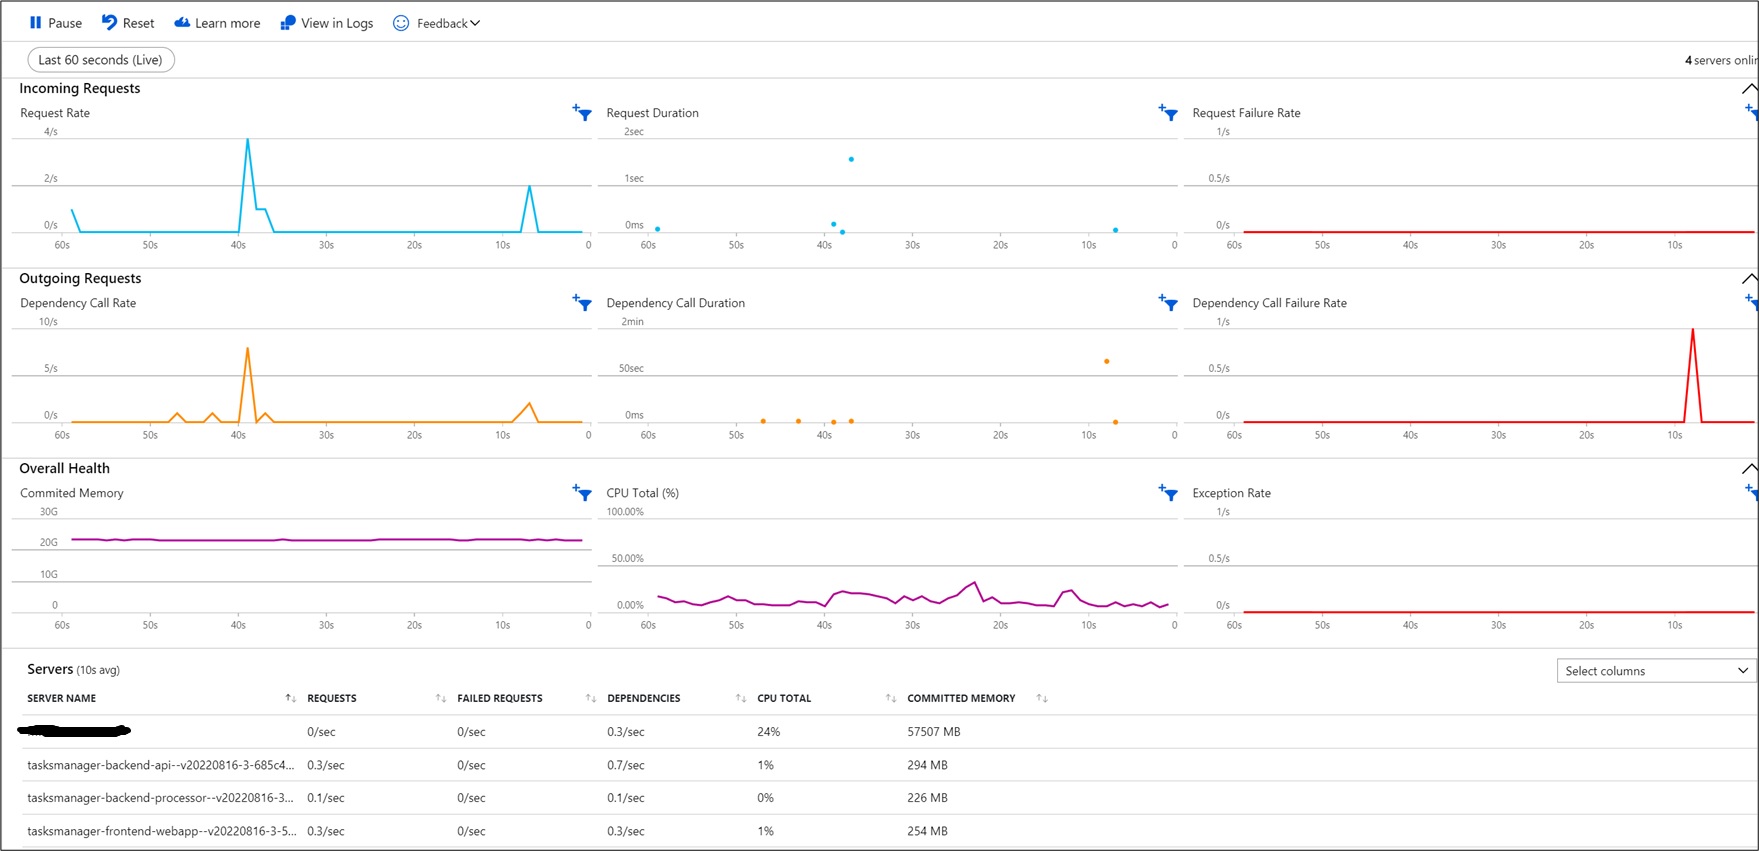 Pause Reset Learn more View in Logs Feedback
Last 60 seconds (Live) 4 servers onlin
Incoming Requests
Request Rate Request Duration Request Failure Rate
4/s 2sec 1/s
2/s 1sec 0.5/s
0/s 0ms 0/s
60s 50s 40s 30s 20s 10s 0 60s 50s 40s 30s 20s 10s 0 60s 50s 40s 30s 20s 10s
Outgoing Requests
Dependency Call Rate Dependency Call Duration Dependency Call Failure Rate
10/s 2min 1/s
5/s 50sec 0.5/s
0/s 0ms 0/s
60s 50s 40s 30s 20s 10s 0 60s 50s 40s 30s 20s 10s 0 60s 50s 40s 30s 20s 10s
Overall Health
Commited Memory CPU Total (%) Exception Rate
30G 100.00% 1/s
20G 50.00% 0.5/s
10G
0 0.00% 0/s
60s 50s 40s 30s 20s 10s 0 60s 50s 40s 30s 20s 10s 0 60s 50s 40s 30s 20s 10s
Servers (10s avg) Select columns
SERVER NAME REQUESTS FAILED REQUESTS DEPENDENCIES CPU TOTAL COMMITTED MEMORY
0/sec 0/sec 0.3/sec 24% 57507 MB
tasksmanager-backend-api--v20220816-3-685c4... 0.3/sec 0/sec 0.7/sec 1% 294 MB
tasksmanager-backend-processor--v20220816-3... 0.1/sec 0/sec 0.1/sec 0% 226 MB
tasksmanager-frontend-webapp--v20220816-3-5... 0.3/sec 0/sec 0.3/sec 1% 254 MB